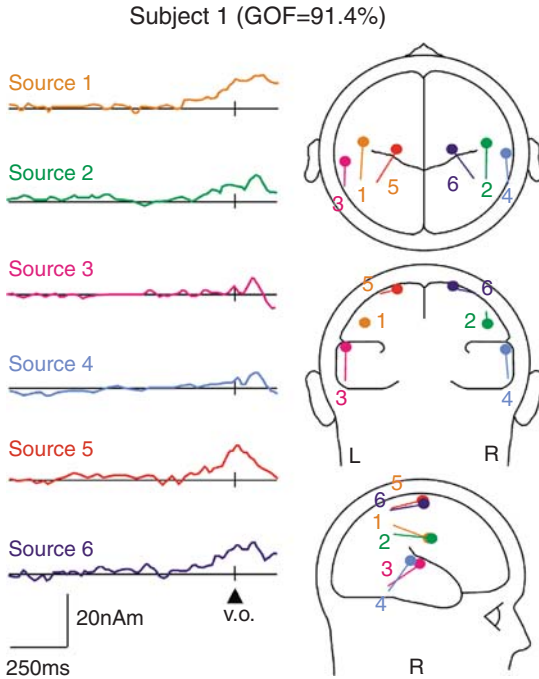 Subject 1 (GOF=91.4%)
Source 1
Source 2
Source 3
Source 4
Source 5
Source 6
20nAm
250ms
v.o.
3
1
5
6
2
4
5
6
1
2
3
4
L
R
5
6
1
2
3
4
R